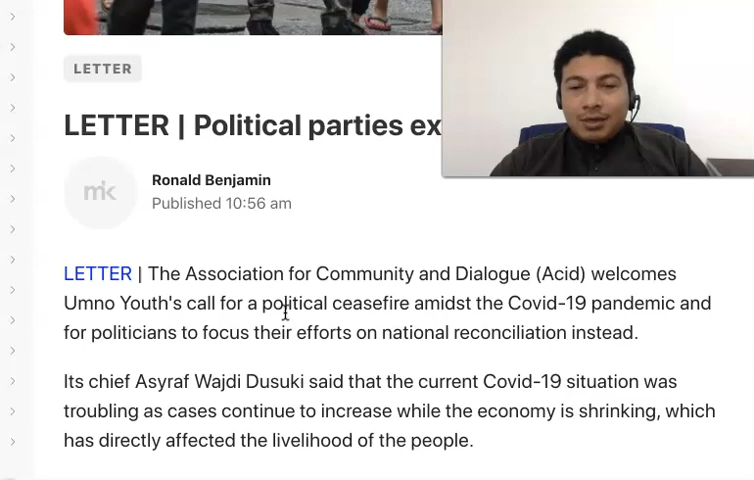 LETTER
LETTER | Political parties ex
mk
Ronald Benjamin
Published 10:56 am
LETTER | The Association for Community and Dialogue (Acid) welcomes
Umno Youth's call for a political ceasefire amidst the Covid-19 pandemic and
for politicians to focus their efforts on national reconciliation instead.
Its chief Asyraf Wajdi Dusuki said that the current Covid-19 situation was
troubling as cases continue to increase while the economy is shrinking, which
has directly affected the livelihood of the people.